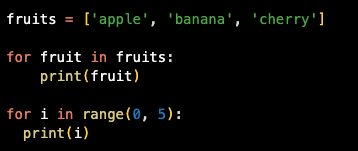 fruits = ['apple', 'banana', 'cherry']
for fruit in fruits:
    print(fruit)
for i in range(0, 5):
  print(i)